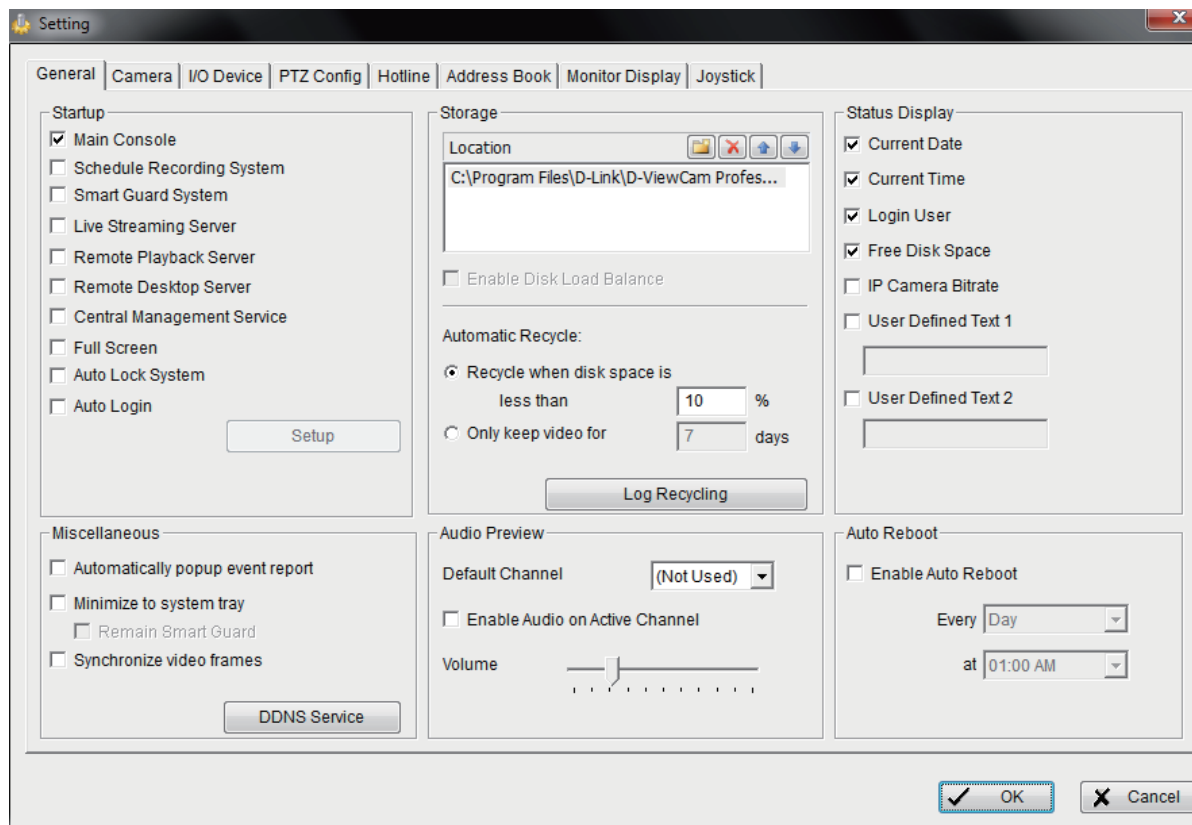 Setting
General Camera I/O Device PTZ Config Hotline Address Book Monitor Display Joystick
Startup
Main Console
Schedule Recording System
Smart Guard System
Live Streaming Server
Remote Playback Server
Remote Desktop Server
Central Management Service
Full Screen
Auto Lock System
Auto Login
Setup
Storage
Location
C:\Program Files\D-Link\D-ViewCam Profes...
Enable Disk Load Balance
Automatic Recycle:
Recycle when disk space is
less than 10 %
Only keep video for 7 days
Log Recycling
Status Display
Current Date
Current Time
Login User
Free Disk Space
IP Camera Bitrate
User Defined Text 1
User Defined Text 2
Miscellaneous
Automatically popup event report
Minimize to system tray
Remain Smart Guard
Synchronize video frames
DDNS Service
Audio Preview
Default Channel (Not Used)
Enable Audio on Active Channel
Volume
Auto Reboot
Enable Auto Reboot
Every Day
at 01:00 AM
OK Cancel